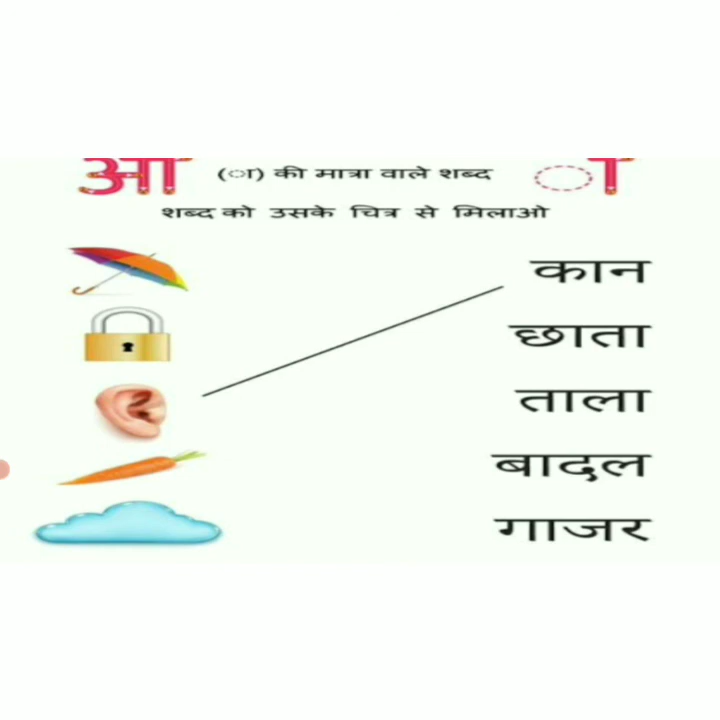 आ (ा) की मात्रा वाले शब्द ा
शब्द को उसके चित्र से मिलाओ
कान
छाता
ताला
बादल
गाजर